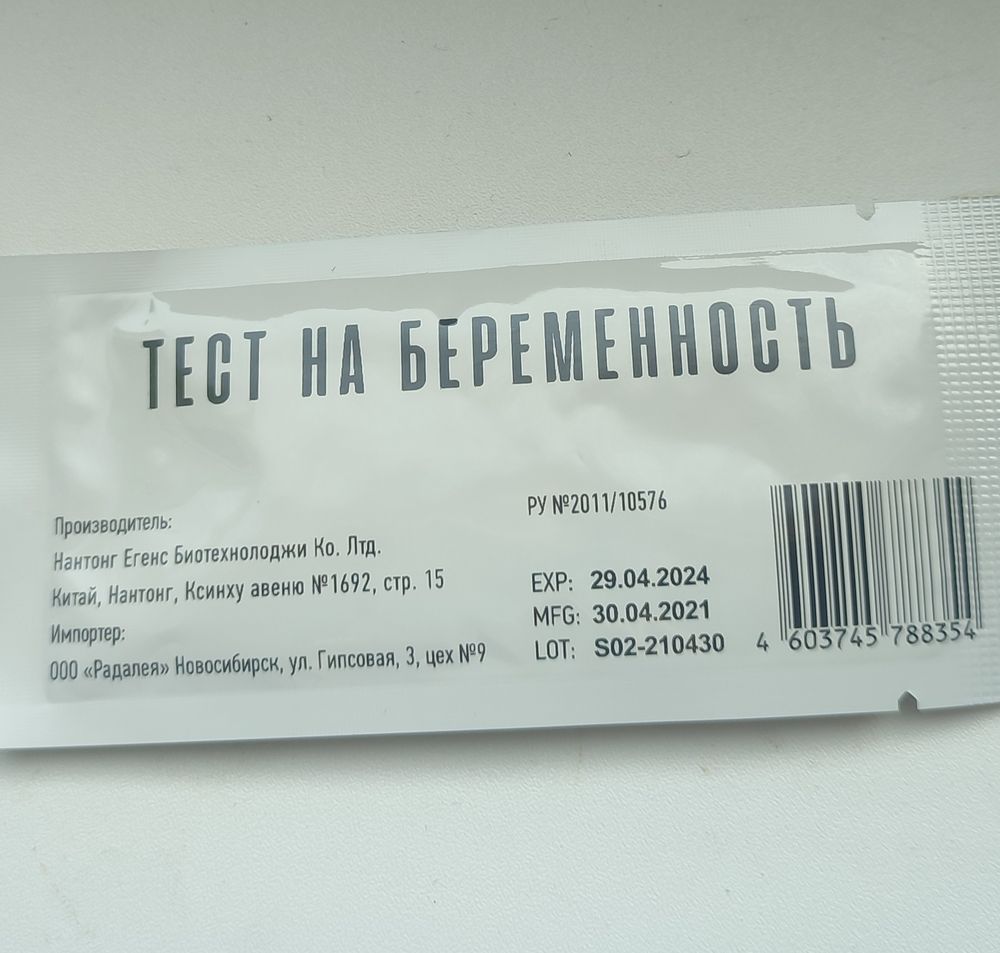 ТЕСТ НА БЕРЕМЕННОСТЬ
Производитель:
Нантонг Егенс Биотехнолоджи Ко. Лтд.
Китай, Нантонг, Ксинху авеню №1692, стр. 15
Импортер:
ООО «Радалея» Новосибирск, ул. Гипсовая, 3, цех №9
РУ №2011/10576
EXP: 29.04.2024
MFG: 30.04.2021
LOT: S02-210430
4 603745 788354